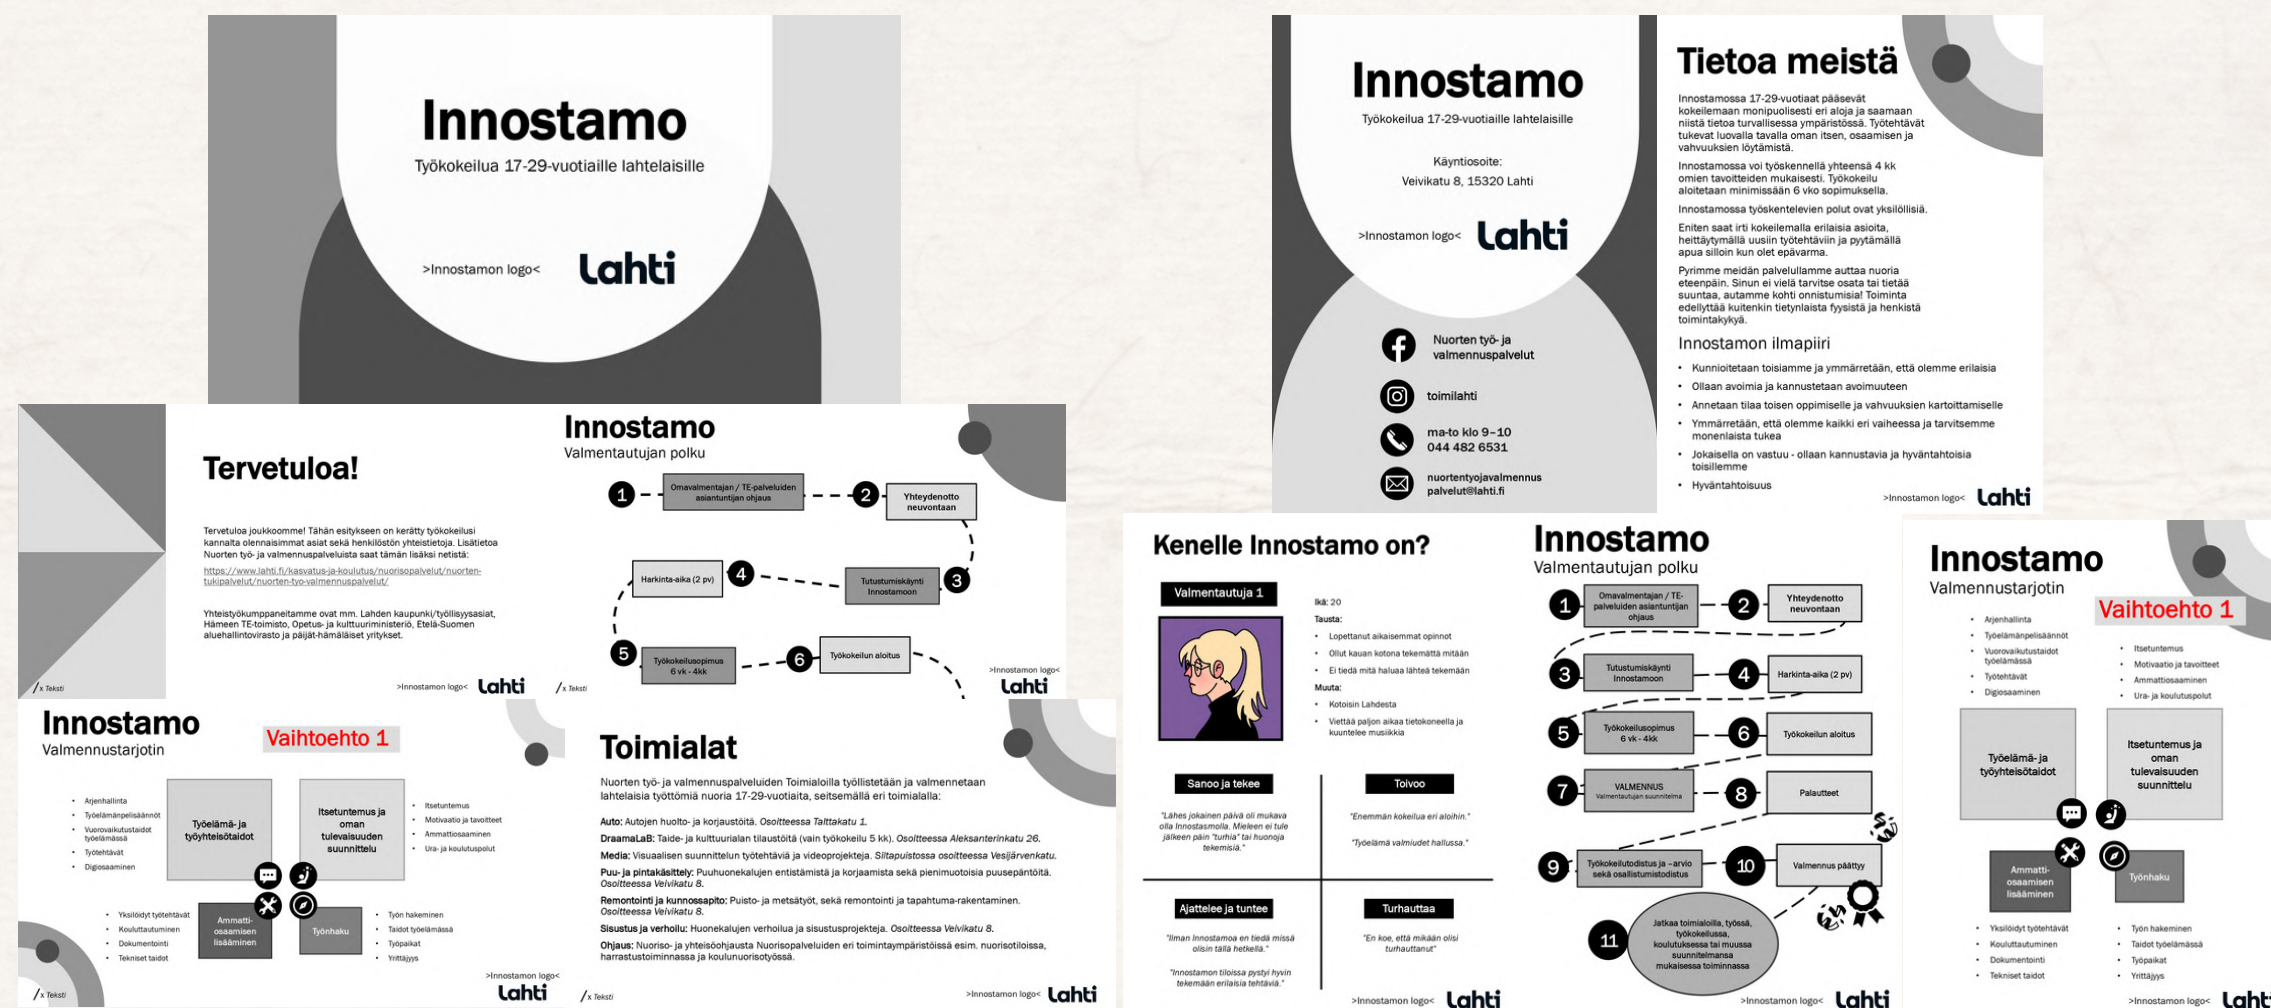 Innostamo
Työkokeilua 17-29-vuotiaille lahtelaisille
>Innostamon logo<
Lahti
Tervetuloa!
Tervetuloa joukkoomme! Tähän esitykseen on kerätty työkokeilusi
kannalta olennaisimmat asiat sekä henkilöstön yhteistietoja. Lisätietoa
Nuorten työ- ja valmennuspalveluista saat tämän lisäksi netistä:
https://www.lahti.fi/kasvatus-ja-koulutus/nuorisopalvelut/nuorten-
tukipalvelut/nuorten-tyo-valmennuspalvelut/
Yhteistyökumppaneitamme ovat mm. Lahden kaupunki/työllisyysasiat,
Hämeen TE-toimisto, Opetus- ja kulttuuriministeriö, Etelä-Suomen
aluehallintovirasto ja päijät-hämäläiset yritykset.
/x Teksti
>Innostamon logo<
Lahti
Innostamo
Valmentautujan polku
1
Omavalmentajan / TE-palveluiden
asiantuntijan ohjaus
2
Yhteydenotto
neuvontaan
3
Tutustumiskäynti
Innostamoon
4
Harkinta-aika (2 pv)
5
Työkokeilusopimus
6 vk - 4kk
6
Työkokeilun aloitus
/x Teksti
>Innostamon logo<
Lahti
Innostamo
Valmennustarjotin
Vaihtoehto 1
• Arjenhallinta
• Työelämänpelisäännöt
• Vuorovaikutustaidot
työelämässä
• Työtehtävät
• Digiosaaminen
Työelämä- ja
työyhteisötaidot
Itsetuntemus ja
oman
tulevaisuuden
suunnittelu
• Itsetuntemus
• Motivaatio ja tavoitteet
• Ammattiosaaminen
• Ura- ja koulutuspolut
• Yksilöidyt työtehtävät
• Kouluttautuminen
• Dokumentointi
• Tekniset taidot
Ammatti-
osaamisen
lisääminen
Työnhaku
• Työn hakeminen
• Taidot työelämässä
• Työpaikat
• Yrittäjyys
/x Teksti
>Innostamon logo<
Lahti
Toimialat
Nuorten työ- ja valmennuspalveluiden Toimialoilla työllistetään ja valmennetaan
lahtelaisia työttömiä nuoria 17-29-vuotiaita, seitsemällä eri toimialalla:
Auto: Autojen huolto- ja korjaustöitä. Osoitteessa Talttakatu 1.
DraamaLaB: Taide- ja kulttuurialan tilaustöitä (vain työkokeilu 5 kk). Osoitteessa Aleksanterinkatu 26.
Media: Visuaalisen suunnittelun työtehtäviä ja videoprojekteja. Siltapuistossa osoitteessa Vesijärvenkatu.
Puu- ja pintakäsittely: Puuhuonekalujen entistämistä ja korjaamista sekä pienimuotoisia puusepäntöitä.
Osoitteessa Veivikatu 8.
Remontointi ja kunnossapito: Puisto- ja metsätyöt, sekä remontointi ja tapahtuma-rakentaminen.
Osoitteessa Veivikatu 8.
Sisustus ja verhoilu: Huonekalujen verhoilua ja sisustusprojekteja. Osoitteessa Veivikatu 8.
Ohjaus: Nuoriso- ja yhteisöohjausta Nuorisopalveluiden eri toimintaympäristöissä esim. nuorisotiloissa,
harrastustoiminnassa ja koulunuorisotyössä.
/x Teksti
>Innostamon logo<
Lahti
Innostamo
Työkokeilua 17-29-vuotiaille lahtelaisille
Käyntiosoite:
Veivikatu 8, 15320 Lahti
>Innostamon logo<
Lahti
Nuorten työ- ja
valmennuspalvelut
toimilahti
ma-to klo 9–10
044 482 6531
nuortentyojavalmennus
palvelut@lahti.fi
Tietoa meistä
Innostamossa 17-29-vuotiaat pääsevät
kokeilemaan monipuolisesti eri aloja ja saamaan
niistä tietoa turvallisessa ympäristössä. Työtehtävät
tukevat luovalla tavalla oman itsen, osaamisen ja
vahvuuksien löytämistä.
Innostamossa voi työskennellä yhteensä 4 kk
omien tavoitteiden mukaisesti. Työkokeilu
aloitetaan minimissään 6 vko sopimuksella.
Innostamossa työskentelevien polut ovat yksilöllisiä.
Eniten saat irti kokeilemalla erilaisia asioita,
heittäytymällä uusiin työtehtäviin ja pyytämällä
apua silloin kun olet epävarma.
Pyrimme meidän palvelullamme auttaa nuoria
eteenpäin. Sinun ei vielä tarvitse osata tai tietää
suuntaa, autamme kohti onnistumisia! Toiminta
edellyttää kuitenkin tietynlaista fyysistä ja henkistä
toimintakykyä.
Innostamon ilmapiiri
• Kunnioitetaan toisiamme ja ymmärretään, että olemme erilaisia
• Ollaan avoimia ja kannustetaan avoimuuteen
• Annetaan tilaa toisen oppimiselle ja vahvuuksien kartoittamiselle
• Ymmärretään, että olemme kaikki eri vaiheessa ja tarvitsemme
monenlaista tukea
• Jokaisella on vastuu - ollaan kannustavia ja hyväntahtoisia
toisillemme
• Hyväntahtoisuus
>Innostamon logo<
Lahti
Kenelle Innostamo on?
Valmentautuja 1
Ikä: 20
Tausta:
• Lopettanut aikaisemmat opinnot
• Ollut kauan kotona tekemättä mitään
• Ei tiedä mitä haluaa lähteä tekemään
Muuta:
• Kotoisin Lahdesta
• Viettää paljon aikaa tietokoneella ja
kuuntelee musiikkia
Sanoo ja tekee
"Lähes jokainen päivä oli mukava
olla Innostasmolla. Mieleen ei tule
jälkeen päin "turhia" tai huonoja
tekemisiä."
Toivoo
"Enemmän kokeilua eri aloihin."
"Työelämä valmiudet hallussa."
Ajattelee ja tuntee
"Ilman Innostamoa en tiedä missä
olisin tällä hetkellä."
"Innostamon tiloissa pystyi hyvin
tekemään erilaisia tehtäviä."
Turhauttaa
"En koe, että mikään olisi
turhauttanut"
>Innostamon logo<
Lahti
Innostamo
Valmentautujan polku
1
Omavalmentajan / TE-
palveluiden asiantuntijan
ohjaus
2
Yhteydenotto
neuvontaan
3
Tutustumiskäynti
Innostamoon
4
Harkinta-aika (2 pv)
5
Työkokeilusopimus
6 vk - 4kk
6
Työkokeilun aloitus
7
VALMENNUS
Valmentautujan suunnitelma
8
Palautteet
9
Työkokeilutodistus ja –arvio
sekä osallistumistodistus
10
Valmennus päättyy
11
Jatkaa toimialoilla, työssä,
työkokeilussa,
koulutuksessa tai muussa
suunnitelmansa
mukaisessa toiminnassa
>Innostamon logo<
Lahti
Innostamo
Valmennustarjotin
Vaihtoehto 1
• Arjenhallinta
• Työelämänpelisäännöt
• Vuorovaikutustaidot
työelämässä
• Työtehtävät
• Digiosaaminen
• Itsetuntemus
• Motivaatio ja tavoitteet
• Ammattiosaaminen
• Ura- ja koulutuspolut
Työelämä- ja
työyhteisötaidot
Itsetuntemus ja
oman
tulevaisuuden
suunnittelu
Ammatti-
osaamisen
lisääminen
Työnhaku
• Yksilöidyt työtehtävät
• Kouluttautuminen
• Dokumentointi
• Tekniset taidot
• Työn hakeminen
• Taidot työelämässä
• Työpaikat
• Yrittäjyys
>Innostamon logo<
Laht